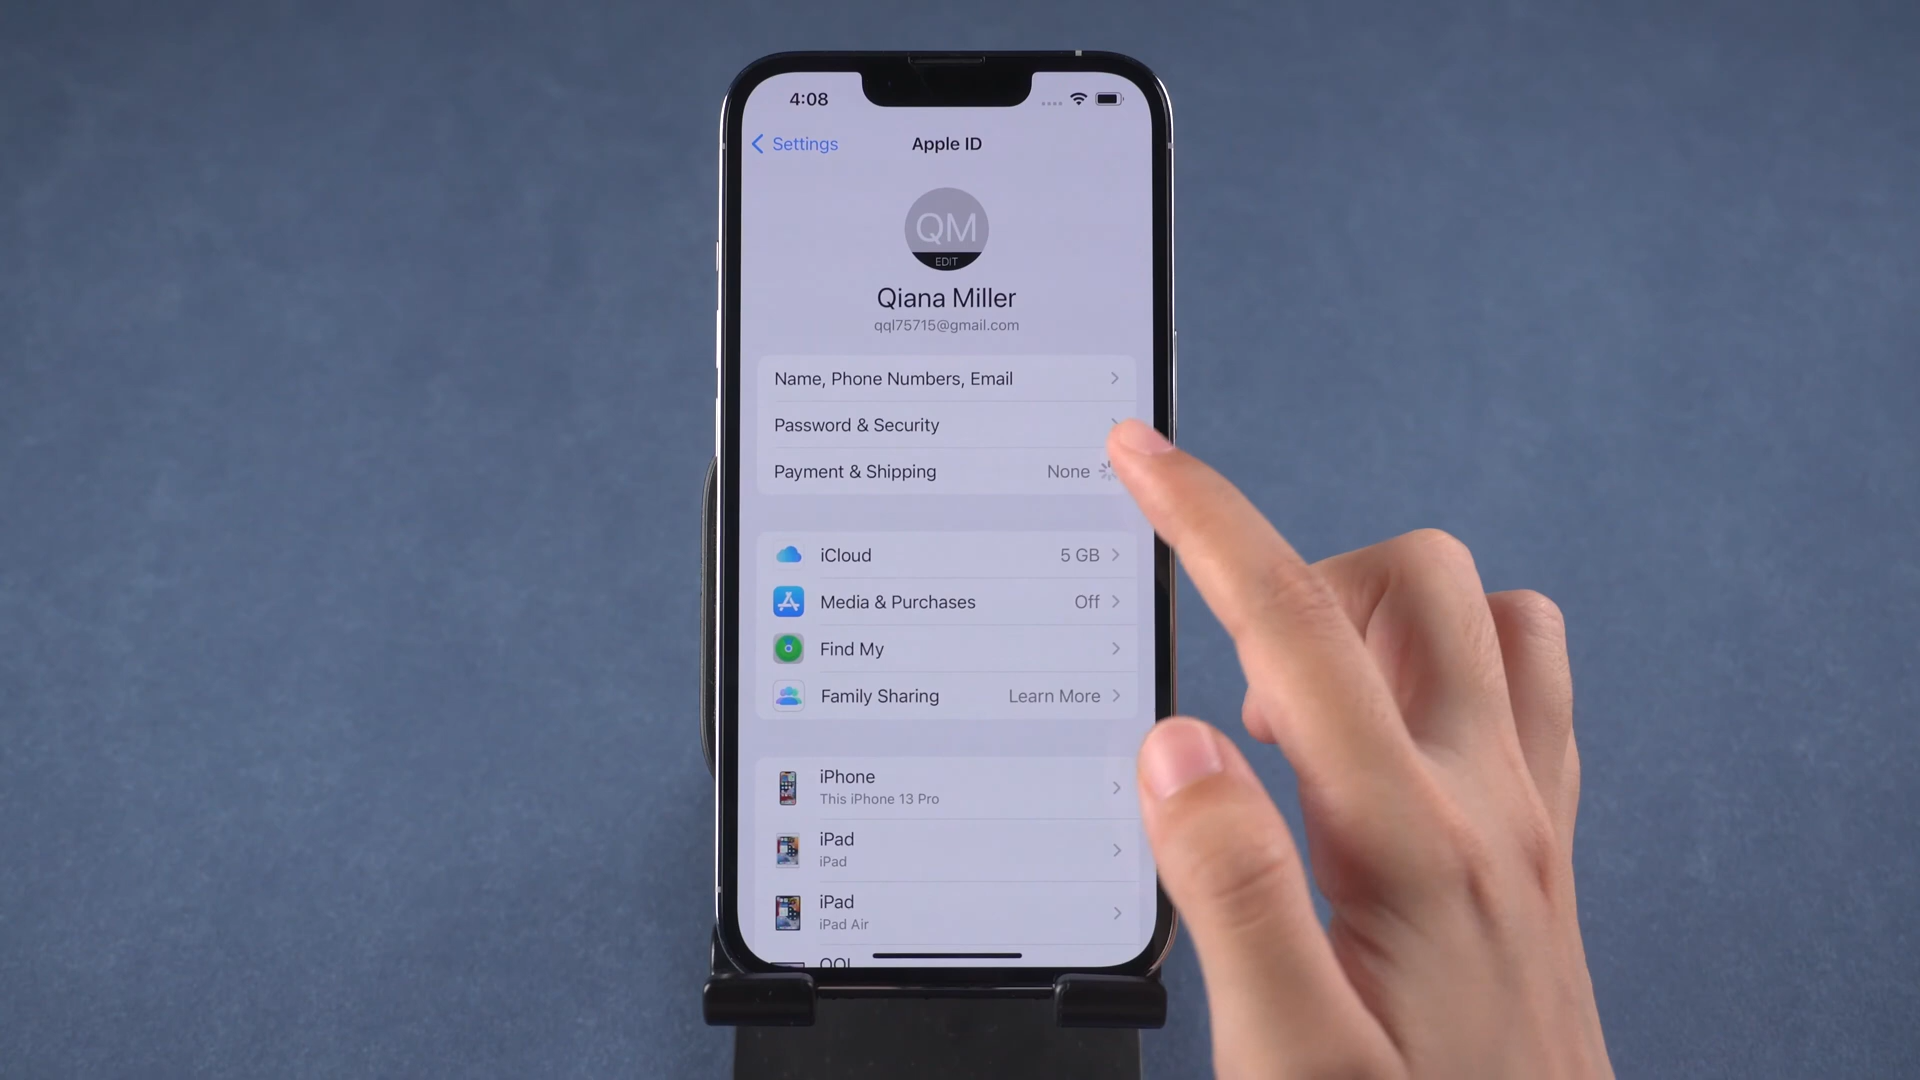 4:08
Settings
Apple ID
QM
EDIT
Qiana Miller
qql75715@gmail.com
Name, Phone Numbers, Email
Password & Security
Payment & Shipping None
iCloud 5 GB
Media & Purchases Off
Find My
Family Sharing Learn More
iPhone
This iPhone 13 Pro
iPad
iPad
iPad
iPad Air